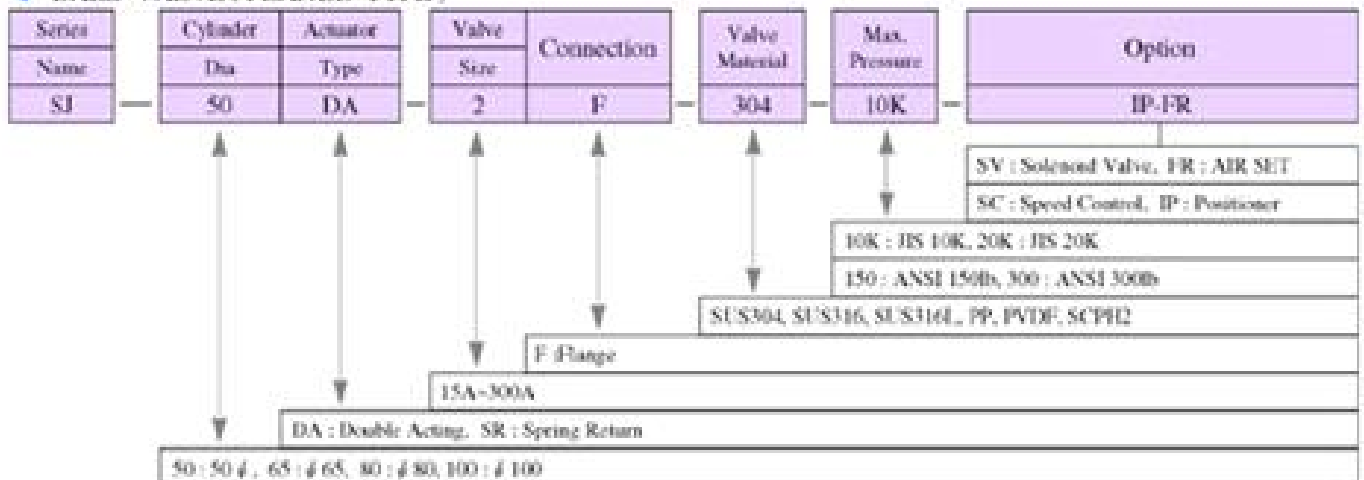 Series Cylinder Actuator Valve Connection Valve Max. Option
Name Dia Type Size Material Pressure
SJ — 50 DA — 2 F — 304 — 10K — IP-FR
SV : Solenoid Valve, FR : AIR SET
SC : Speed Control, IP : Positioner
10K : JIS 10K, 20K : JIS 20K
150 : ANSI 150lb, 300 : ANSI 300lb
SUS304, SUS316, SUS316L, PP, PVDF, SCPH2
F :Flange
15A~300A
DA : Double Acting, SR : Spring Return
50 : 50 ∮, 65 : ∮ 65, 80 : ∮ 80, 100 : ∮ 100